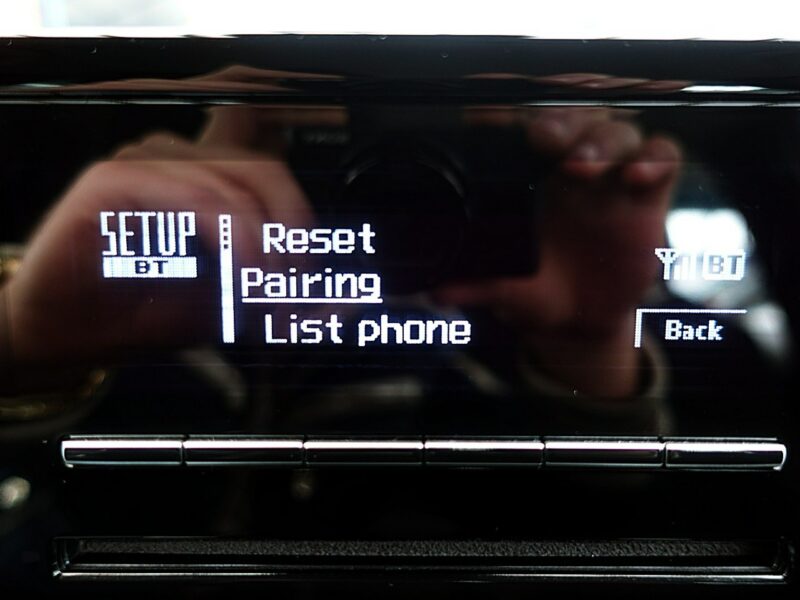 SETUP
BT
Reset
Pairing
List phone
BT
Back